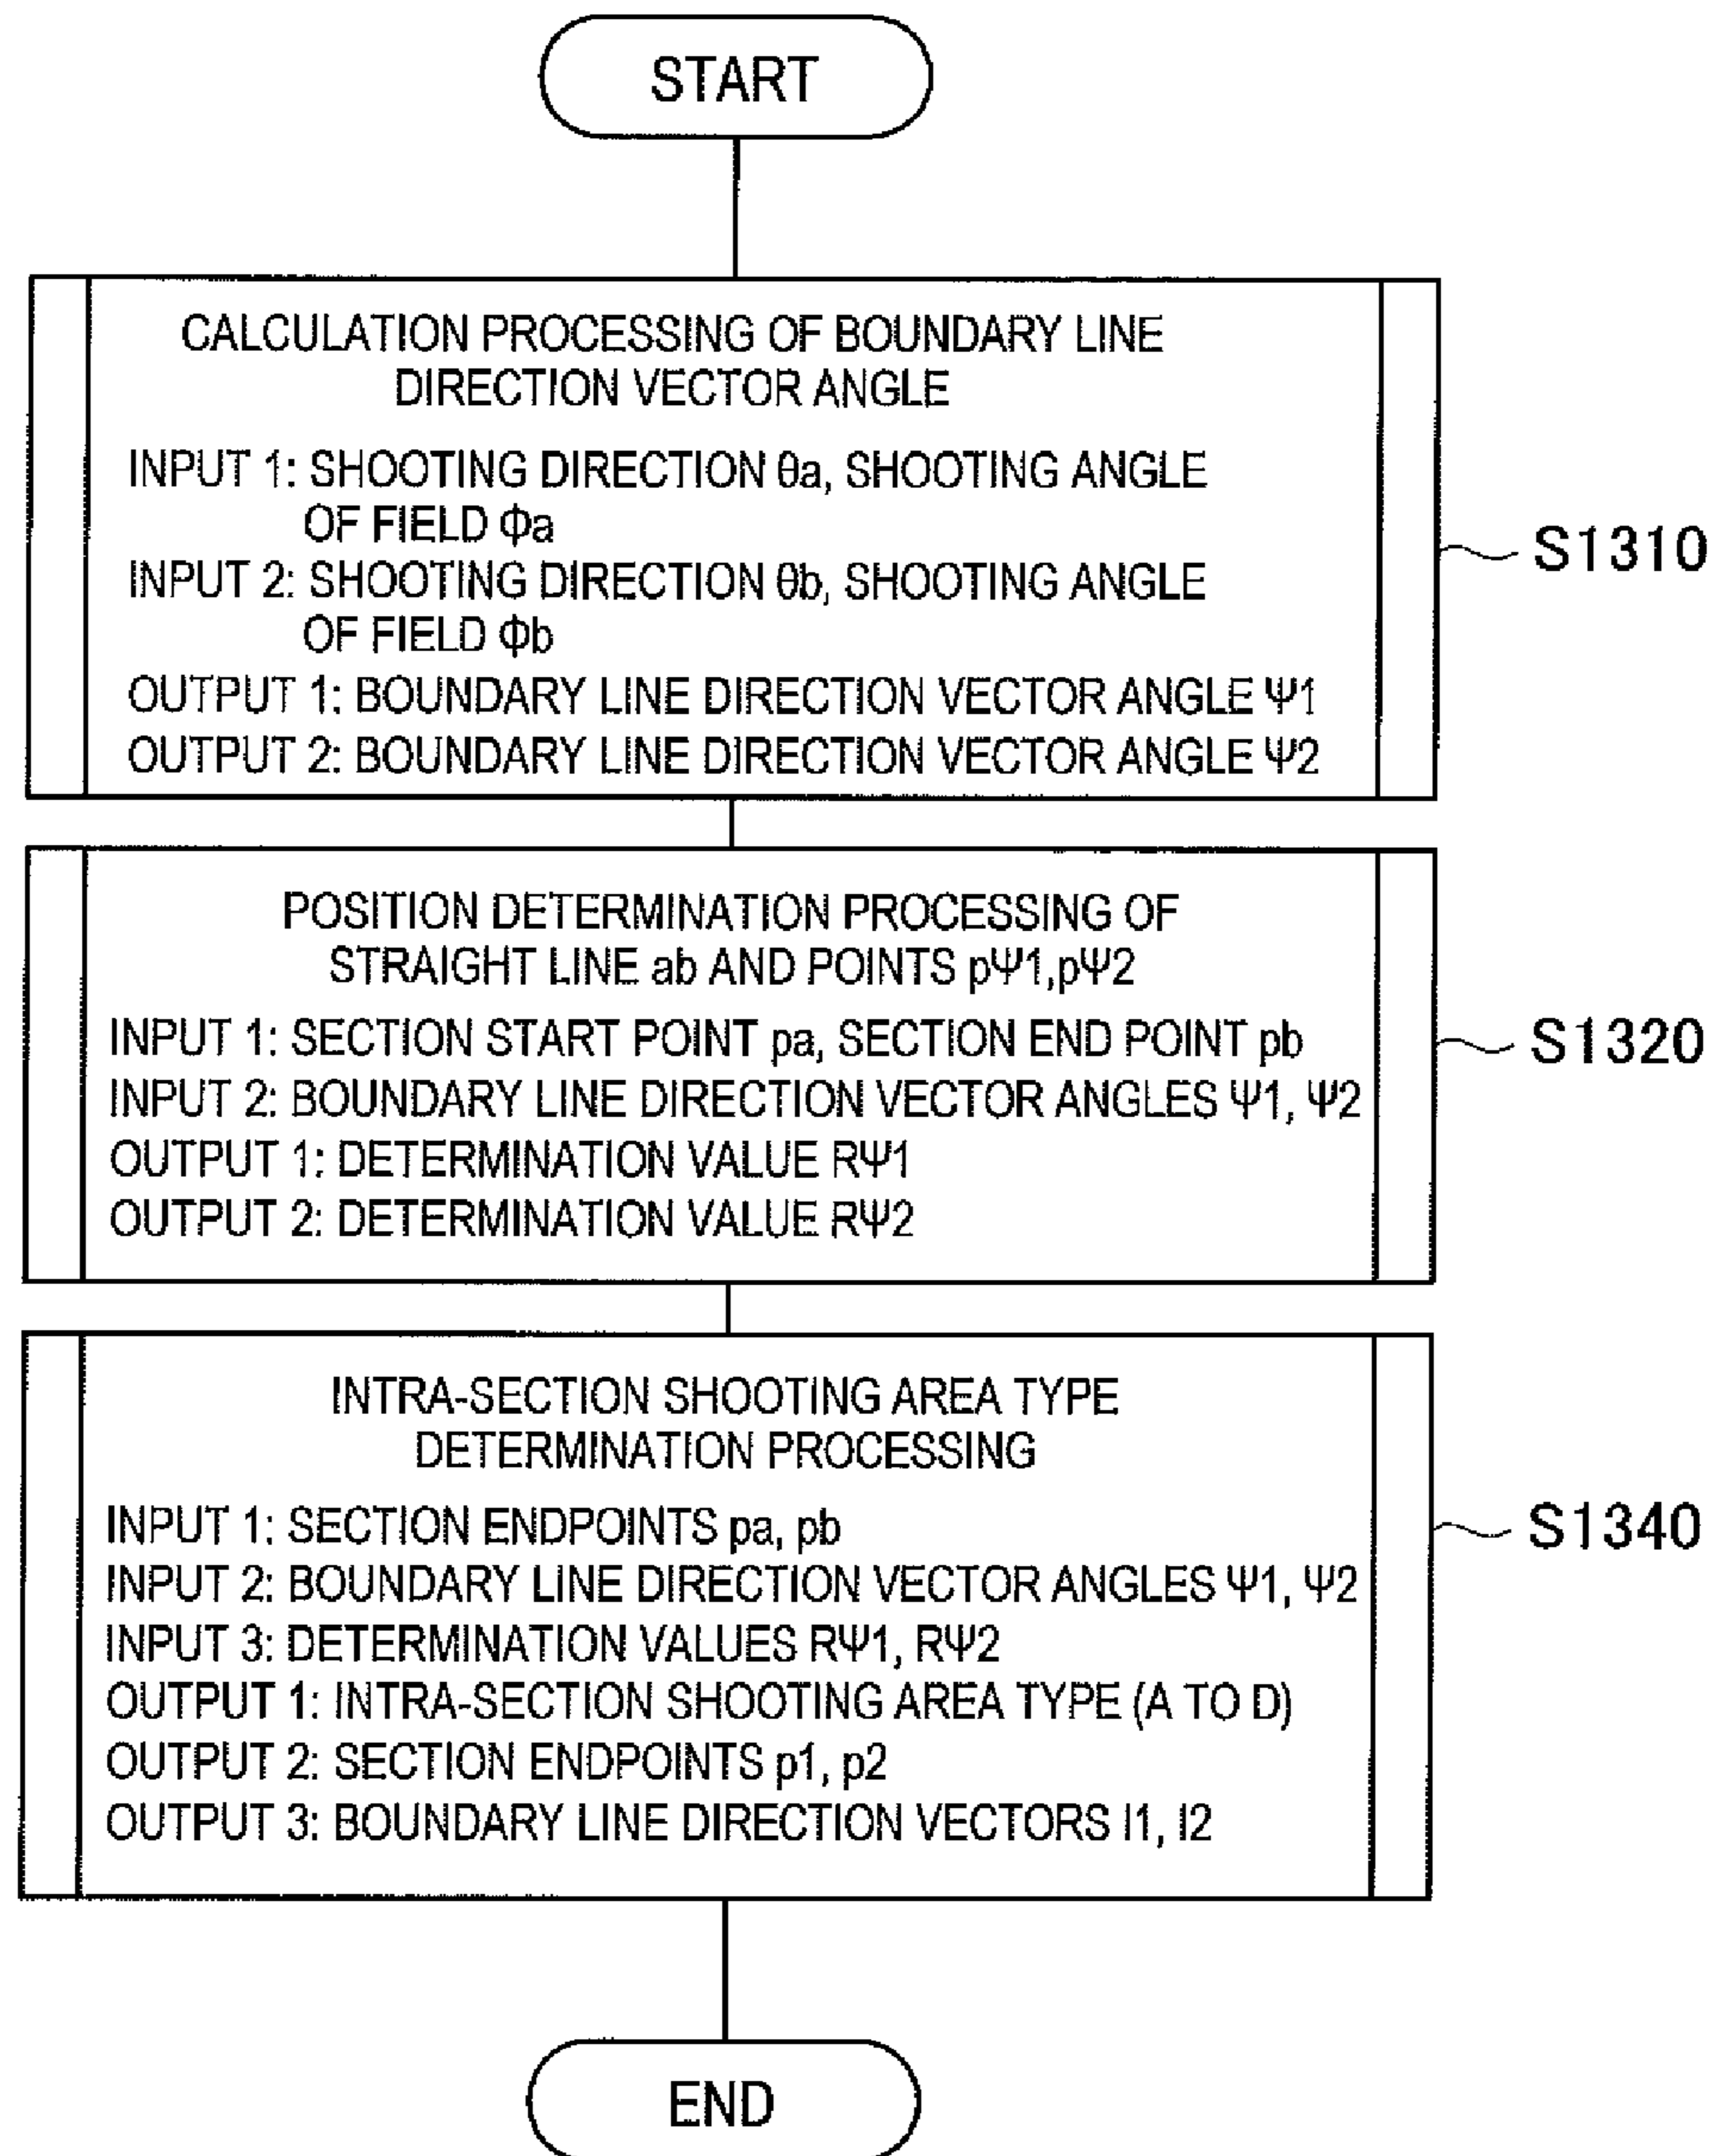 START
CALCULATION PROCESSING OF BOUNDARY LINE
DIRECTION VECTOR ANGLE
INPUT 1: SHOOTING DIRECTION θa, SHOOTING ANGLE
OF FIELD Φa
INPUT 2: SHOOTING DIRECTION θb, SHOOTING ANGLE
OF FIELD Φb
OUTPUT 1: BOUNDARY LINE DIRECTION VECTOR ANGLE Ψ1
OUTPUT 2: BOUNDARY LINE DIRECTION VECTOR ANGLE Ψ2
S1310
POSITION DETERMINATION PROCESSING OF
STRAIGHT LINE ab AND POINTS pΨ1,pΨ2
INPUT 1: SECTION START POINT pa, SECTION END POINT pb
INPUT 2: BOUNDARY LINE DIRECTION VECTOR ANGLES Ψ1, Ψ2
OUTPUT 1: DETERMINATION VALUE RΨ1
OUTPUT 2: DETERMINATION VALUE RΨ2
S1320
INTRA-SECTION SHOOTING AREA TYPE
DETERMINATION PROCESSING
INPUT 1: SECTION ENDPOINTS pa, pb
INPUT 2: BOUNDARY LINE DIRECTION VECTOR ANGLES Ψ1, Ψ2
INPUT 3: DETERMINATION VALUES RΨ1, RΨ2
OUTPUT 1: INTRA-SECTION SHOOTING AREA TYPE (A TO D)
OUTPUT 2: SECTION ENDPOINTS p1, p2
OUTPUT 3: BOUNDARY LINE DIRECTION VECTORS l1, l2
S1340
END